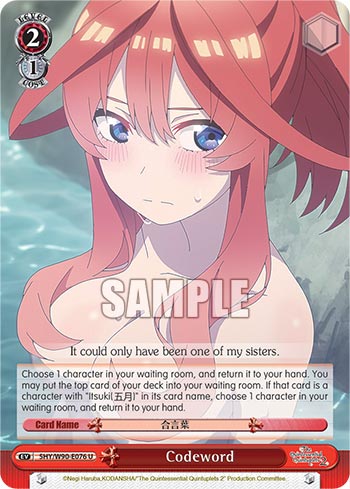 LEVEL
2
1
COST
SAMPLE
It could only have been one of my sisters.
Choose 1 character in your waiting room, and return it to your hand. You
may put the top card of your deck into your waiting room. If that card is a
character with "Itsuki(五月)" in its card name, choose 1 character in your
waiting room, and return it to your hand.
Card Name 合言葉
EV 5HY/W90-E076 U Codeword
The Quintessential Quintuplets 2
©Negi Haruba,KODANSHA/"The Quintessential Quintuplets 2" Production Committee.